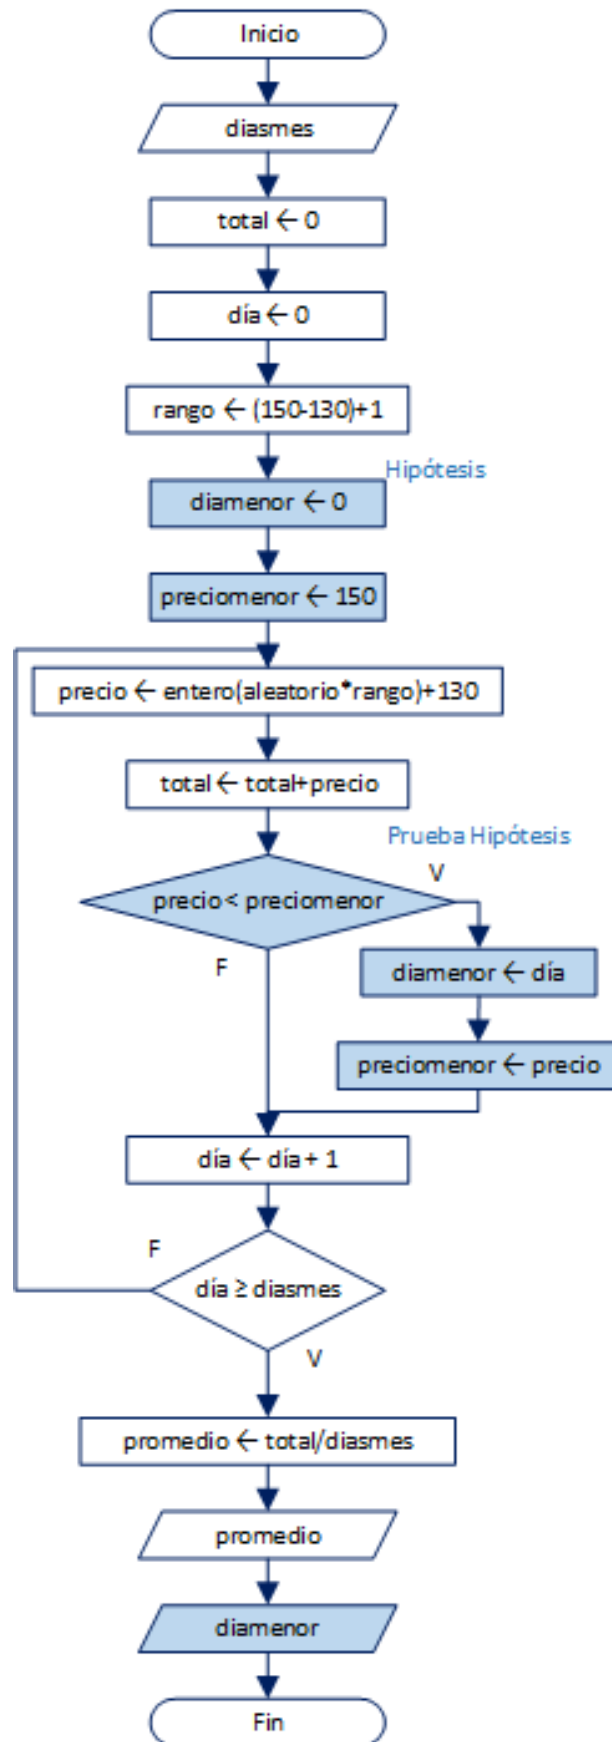 Inicio
diasmes
total ← 0
día ← 0
rango ← (150-130)+1
Hipótesis
diamenor ← 0
preciomenor ← 150
precio ← entero(aleatorio*rango)+130
total ← total+precio
Prueba Hipótesis
precio < preciomenor
V
F
diamenor ← día
preciomenor ← precio
día ← día + 1
F
día ≥ diasmes
V
promedio ← total/diasmes
promedio
diamenor
Fin